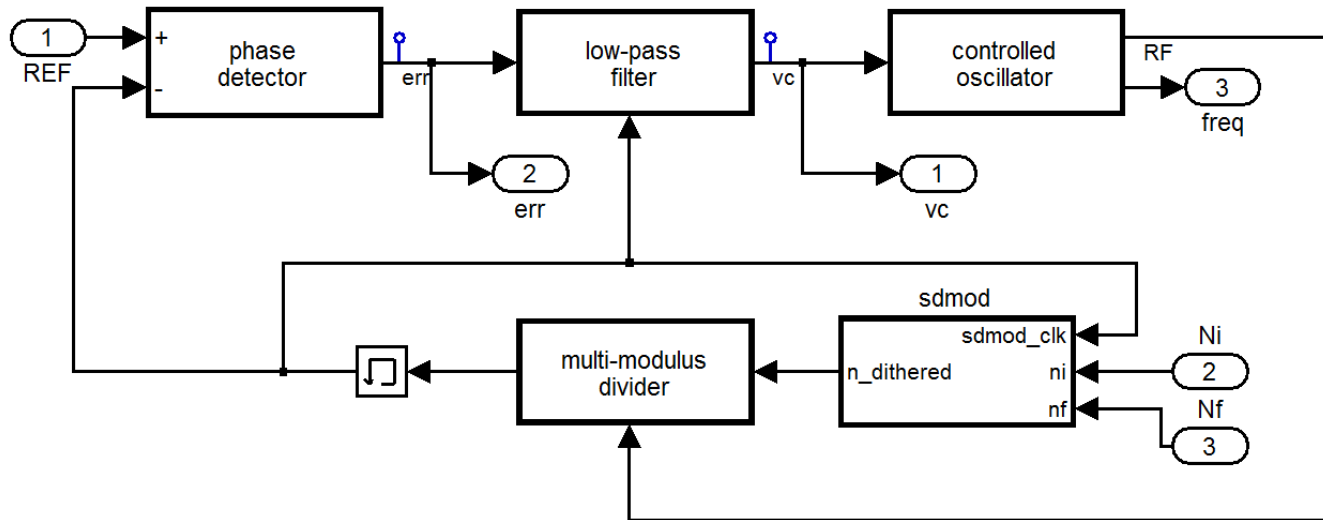 1
REF
+
-
phase
detector
err
low-pass
filter
vc
controlled
oscillator
RF
3
freq
2
err
1
vc
sdmod
multi-modulus
divider
n_dithered
sdmod_clk
ni
nf
Ni
2
Nf
3